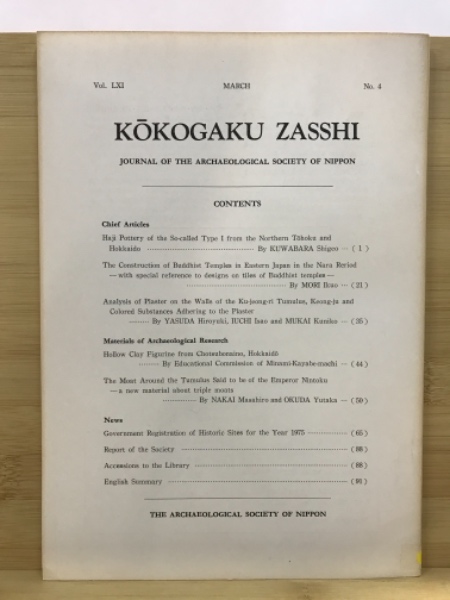 Vol. LXI MARCH No. 4
KŌKOGAKU ZASSHI
JOURNAL OF THE ARCHAEOLOGICAL SOCIETY OF NIPPON
CONTENTS
Chief Articles
Haji Pottery of the So-called Type I from the Northern Tōhoku and
Hokkaido ………… By KUWABARA Shigeo … ( 1 )
The Construction of Buddhist Temples in Eastern Japan in the Nara Period
— with special reference to designs on tiles of Buddhist temples —
………… By MORI Ikuo … (21)
Analysis of Plaster on the Walls of the Ku-jeong-ri Tumulus, Keong-ju and
Colored Substances Adhering to the Plaster
……… By YASUDA Hiroyuki, IUCHI Isao and MUKAI Kumiko … (35)
Materials of Archaeological Research
Hollow Clay Figurine from Chobonaino, Hokkaidō
……… By Educational Commission of Minami-Kayabe-machi … (44)
The Moat Around the Tumulus Said to be of the Emperor Nintoku
— a new material about triple moats
………… By NAKAI Masahiro and OKUDA Yutaka … (50)
News
Government Registration of Historic Sites for the Year 1975 ………… (65)
Report of the Society ………… (88)
Accessions to the Library ………… (88)
English Summary ………… (91)
THE ARCHAEOLOGICAL SOCIETY OF NIPPON